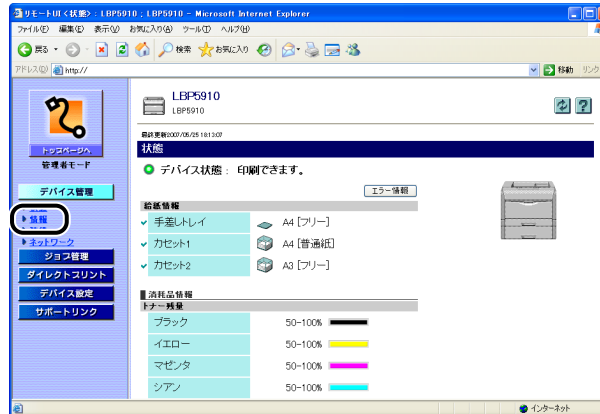 リモートUI <状態> : LBP5910 ; LBP5910 - Microsoft Internet Explorer
ファイル(F) 編集(E) 表示(V) お気に入り(A) ツール(T) ヘルプ(H)
戻る 検索 お気に入り
アドレス(D) http:// 移動 リンク
LBP5910
LBP5910
トップページへ
管理者モード
最終更新2007/05/25 18:13:07
状態
デバイス状態 : 印刷できます。
エラー情報
デバイス管理
情報
ネットワーク
ジョブ管理
ダイレクトプリント
デバイス設定
サポートリンク
給紙情報
手差しトレイ A4 [フリー]
カセット1 A4 [普通紙]
カセット2 A3 [フリー]
消耗品情報
トナー残量
ブラック 50-100%
イエロー 50-100%
マゼンタ 50-100%
シアン 50-100%
インターネット